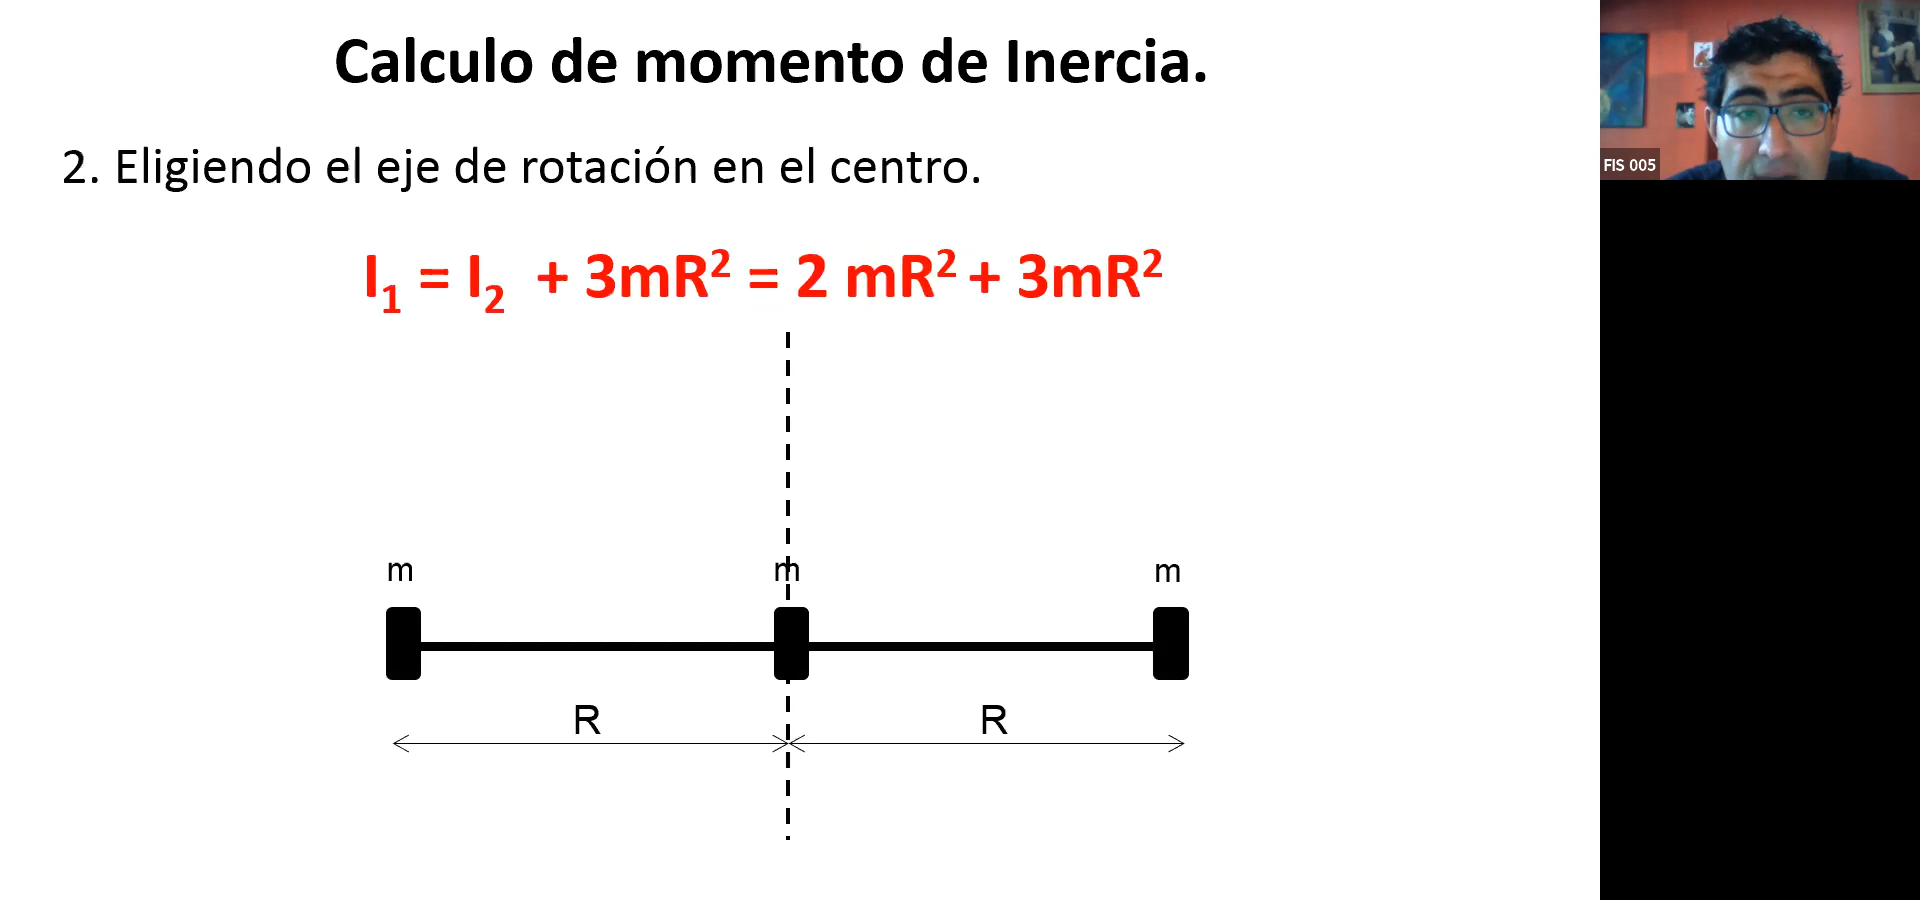 Calculo de momento de Inercia.
2. Eligiendo el eje de rotación en el centro.
I₁ = I₂ + 3mR² = 2 mR² + 3mR²
m m m
R R
FIS 005